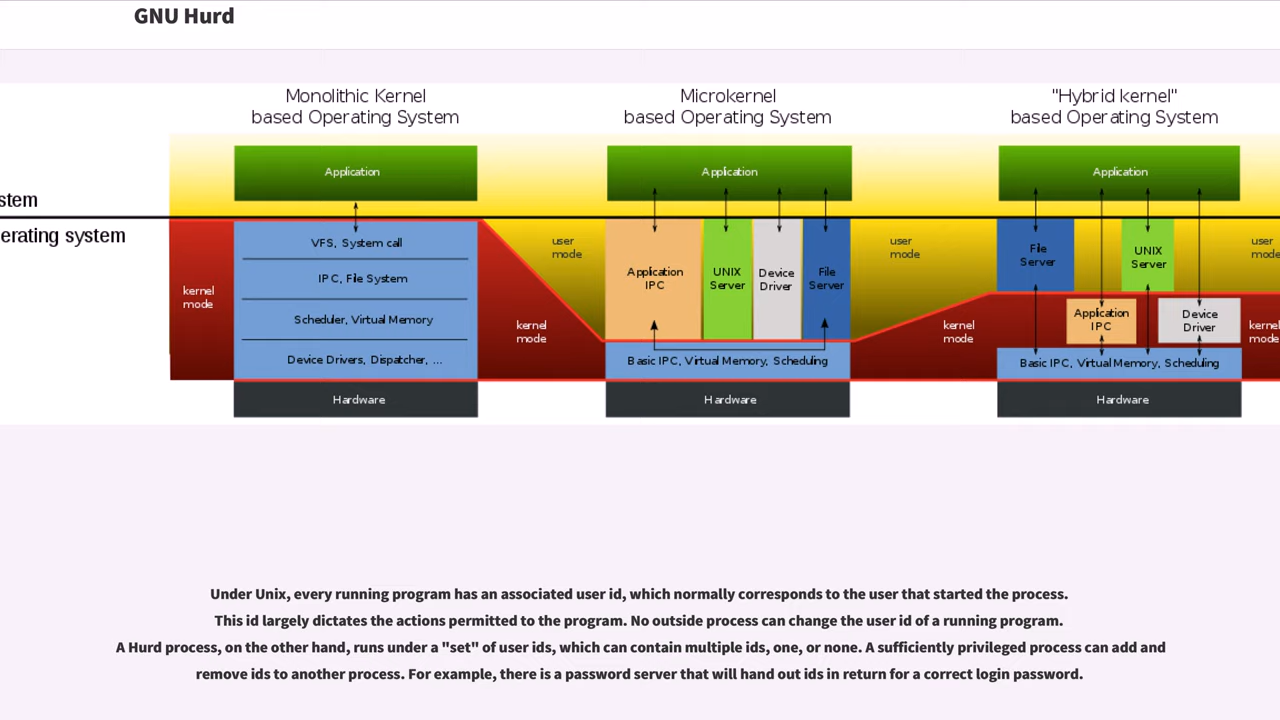 GNU Hurd
Monolithic Kernel
based Operating System
Microkernel
based Operating System
"Hybrid kernel"
based Operating System
stem
erating system
Application
VFS, System call
IPC, File System
Scheduler, Virtual Memory
Device Drivers, Dispatcher, ...
Hardware
kernel
mode
user
mode
kernel
mode
Application
Application
IPC
UNIX
Server
Device
Driver
File
Server
Basic IPC, Virtual Memory, Scheduling
Hardware
user
mode
kernel
mode
Application
File
Server
UNIX
Server
Application
IPC
Device
Driver
Basic IPC, Virtual Memory, Scheduling
Hardware
user
mode
kernel
mode
Under Unix, every running program has an associated user id, which normally corresponds to the user that started the process.
This id largely dictates the actions permitted to the program. No outside process can change the user id of a running program.
A Hurd process, on the other hand, runs under a "set" of user ids, which can contain multiple ids, one, or none. A sufficiently privileged process can add and
remove ids to another process. For example, there is a password server that will hand out ids in return for a correct login password.